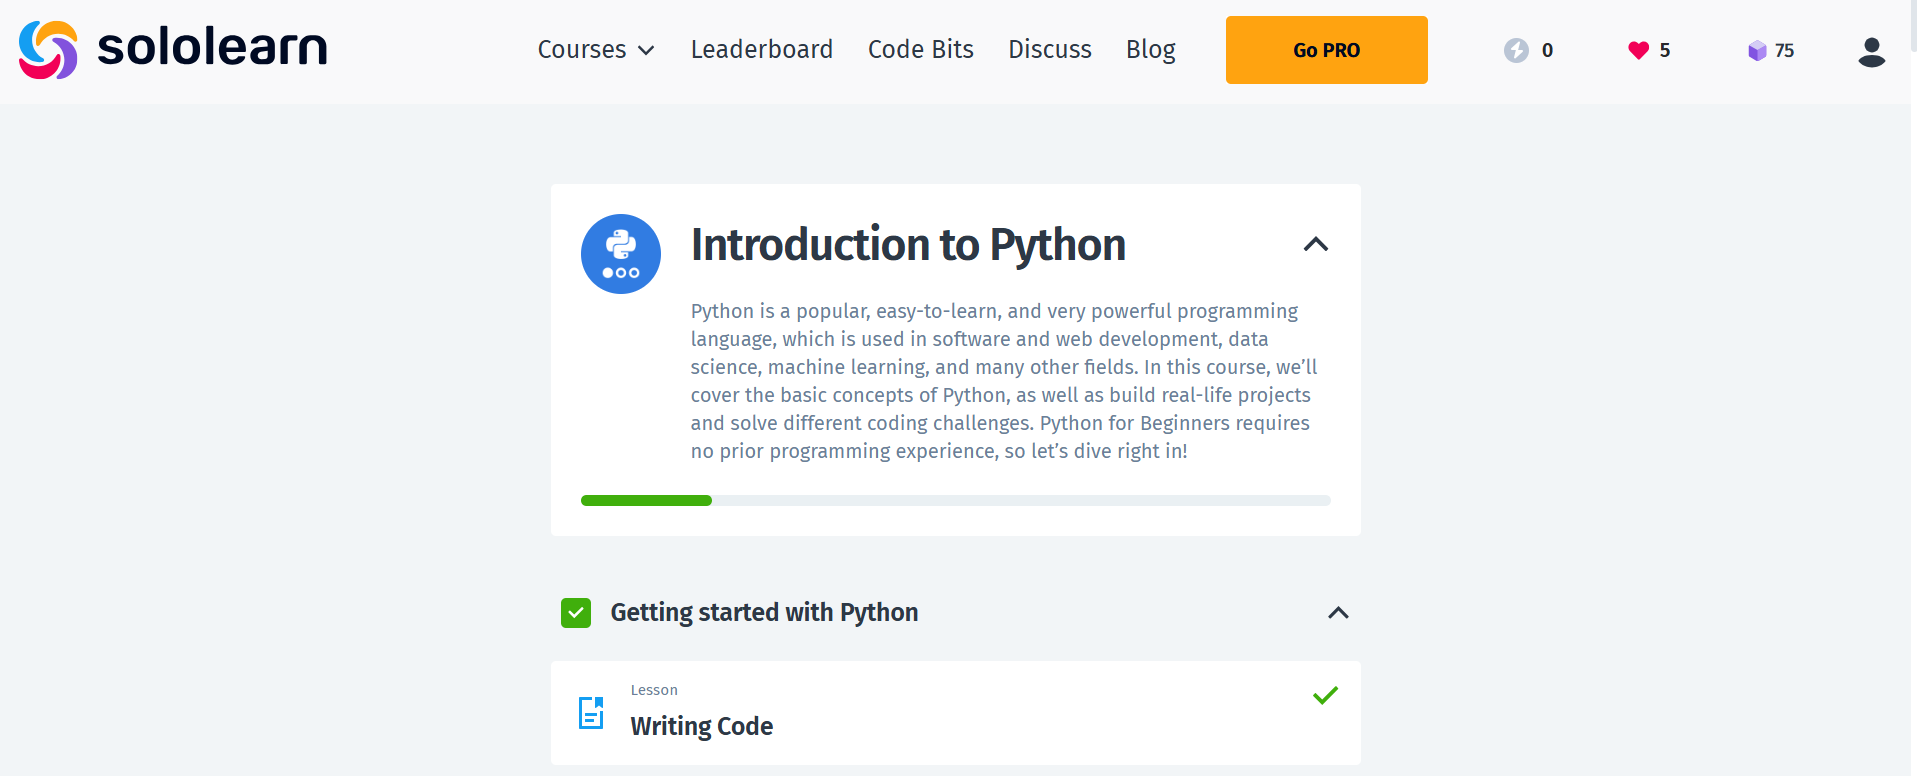 sololearn
Courses Leaderboard Code Bits Discuss Blog Go PRO 0 5 75
Introduction to Python
Python is a popular, easy-to-learn, and very powerful programming
language, which is used in software and web development, data
science, machine learning, and many other fields. In this course, we’ll
cover the basic concepts of Python, as well as build real-life projects
and solve different coding challenges. Python for Beginners requires
no prior programming experience, so let’s dive right in!
Getting started with Python
Lesson
Writing Code